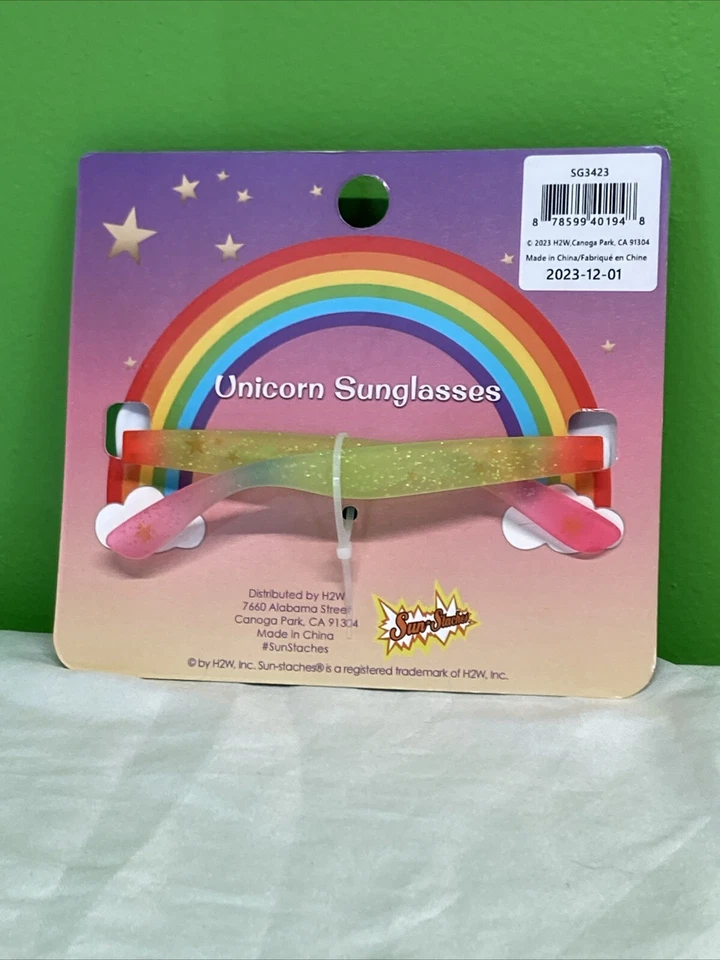 SG3423
8 78599 40194 8
© 2023 H2W,Canoga Park, CA 91304
Made in China/Fabriqué en Chine
2023-12-01
Unicorn Sunglasses
Distributed by H2W
7660 Alabama Street
Canoga Park, CA 91304
Made in China
#SunStaches
Sun-Staches
© by H2W, Inc. Sun-staches® is a registered trademark of H2W, Inc.